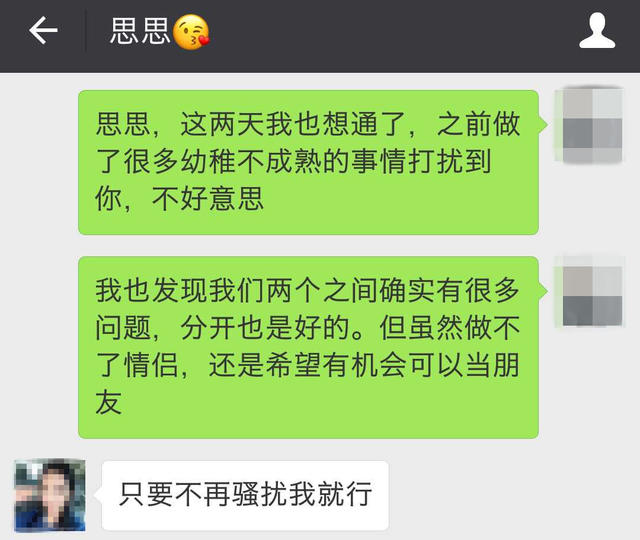 思思😘
思思，这两天我也想通了，之前做
了很多幼稚不成熟的事情打扰到
你，不好意思
我也发现我们两个之间确实有很多
问题，分开也是好的。但虽然做不
了情侣，还是希望有机会可以当朋
友
只要不再骚扰我就行